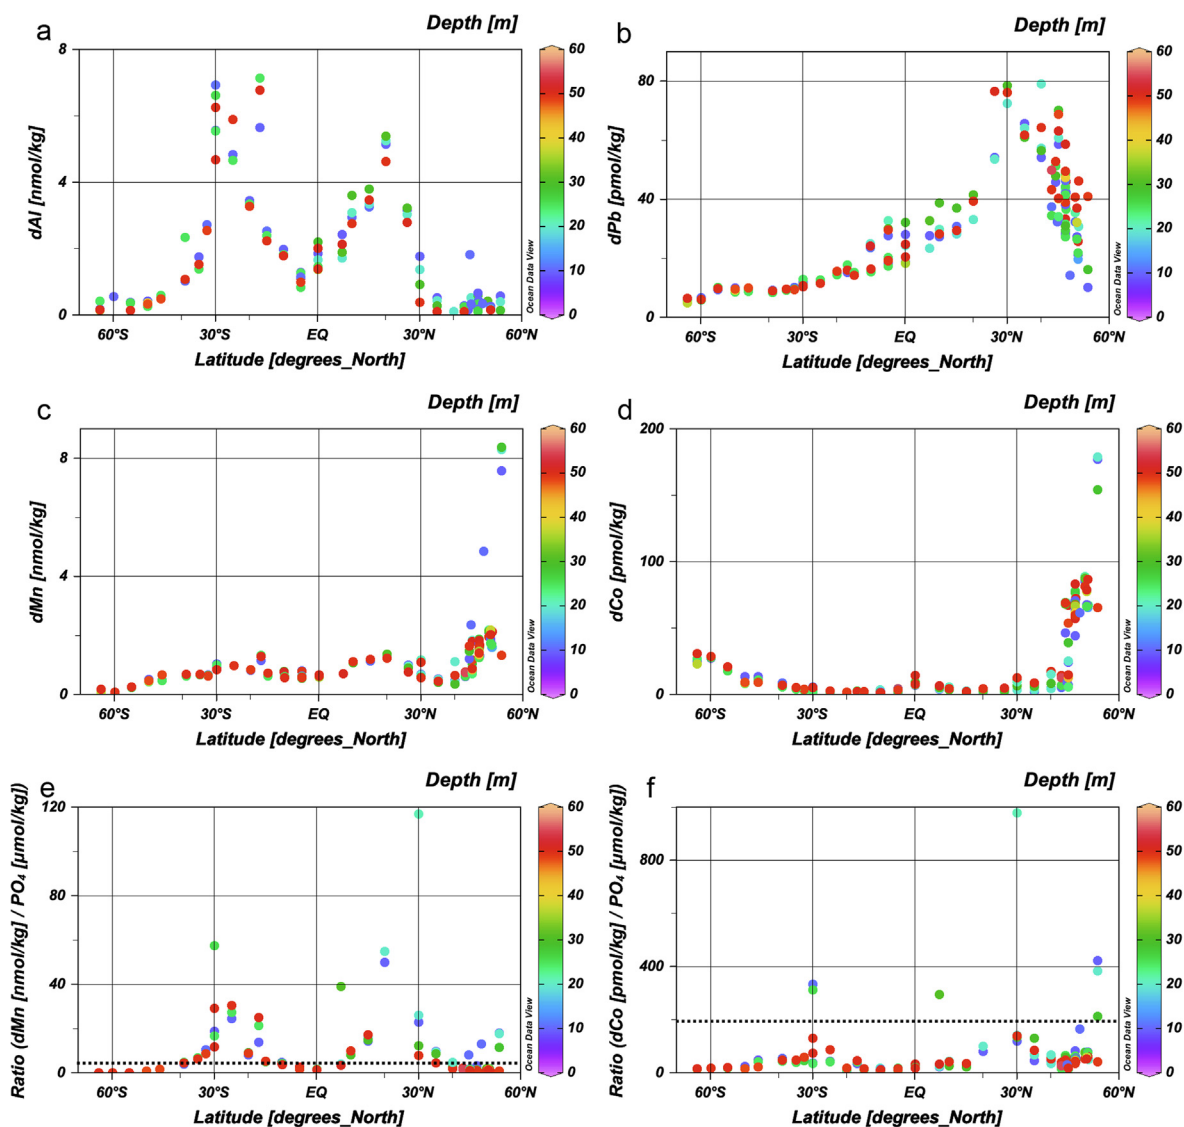 a
Depth [m]
8
4
0
dAl [nmol/kg]
60°S
30°S
EQ
30°N
60°N
Latitude [degrees_North]
Ocean Data View
60
50
40
30
20
10
0
b
Depth [m]
80
40
0
dPb [pmol/kg]
60°S
30°S
EQ
30°N
60°N
Latitude [degrees_North]
Ocean Data View
60
50
40
30
20
10
0
c
Depth [m]
8
4
0
dMn [nmol/kg]
60°S
30°S
EQ
30°N
60°N
Latitude [degrees_North]
Ocean Data View
60
50
40
30
20
10
0
d
Depth [m]
200
100
0
dCo [pmol/kg]
60°S
30°S
EQ
30°N
60°N
Latitude [degrees_North]
Ocean Data View
60
50
40
30
20
10
0
e
Depth [m]
120
80
40
0
Ratio (dMn [nmol/kg] / PO₄ [µmol/kg])
60°S
30°S
EQ
30°N
60°N
Latitude [degrees_North]
Ocean Data View
60
50
40
30
20
10
0
f
Depth [m]
800
400
0
Ratio (dCo [pmol/kg] / PO₄ [µmol/kg])
60°S
30°S
EQ
30°N
60°N
Latitude [degrees_North]
Ocean Data View
60
50
40
30
20
10
0